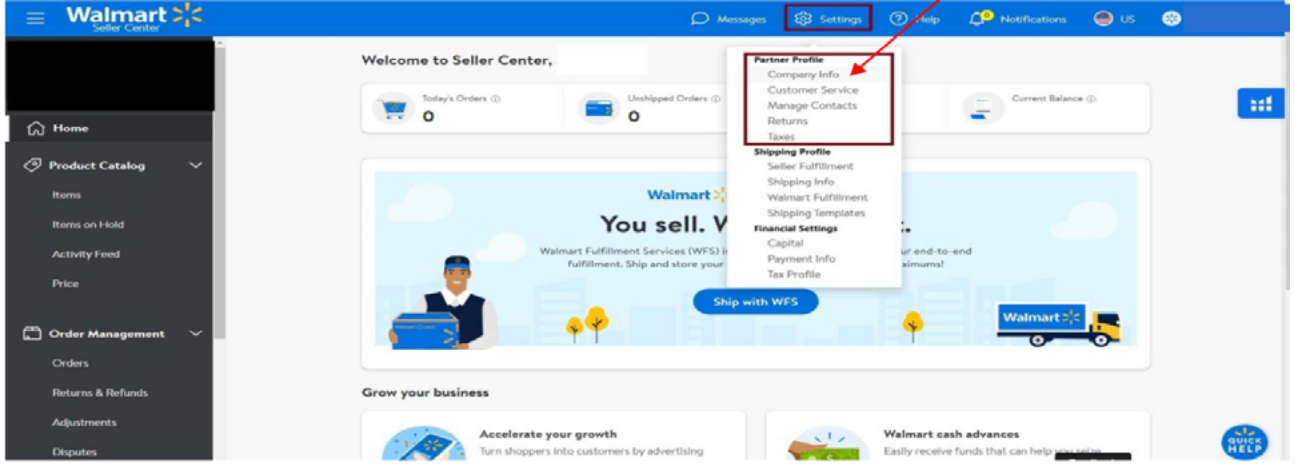 Walmart
Seller Center
Messages
Settings
Help
Notifications
US
Home
Product Catalog
Items
Items on Hold
Activity Feed
Price
Order Management
Orders
Returns & Refunds
Adjustments
Disputes
Welcome to Seller Center,
Today's Orders
0
Unshipped Orders
0
Current Balance
Partner Profile
Company Info
Customer Service
Manage Contacts
Returns
Taxes
Shipping Profile
Seller Fulfillment
Shipping Info
Walmart Fulfillment
Shipping Templates
Financial Settings
Capital
Payment Info
Tax Profile
Walmart
You sell.
Walmart Fulfillment Services (WFS) end-to-end
fulfillment. Ship and store your
Ship with WFS
Walmart
Grow your business
Accelerate your growth
Turn shoppers into customers by advertising
Walmart cash advances
Easily receive funds that can help you
QUICK
HELP